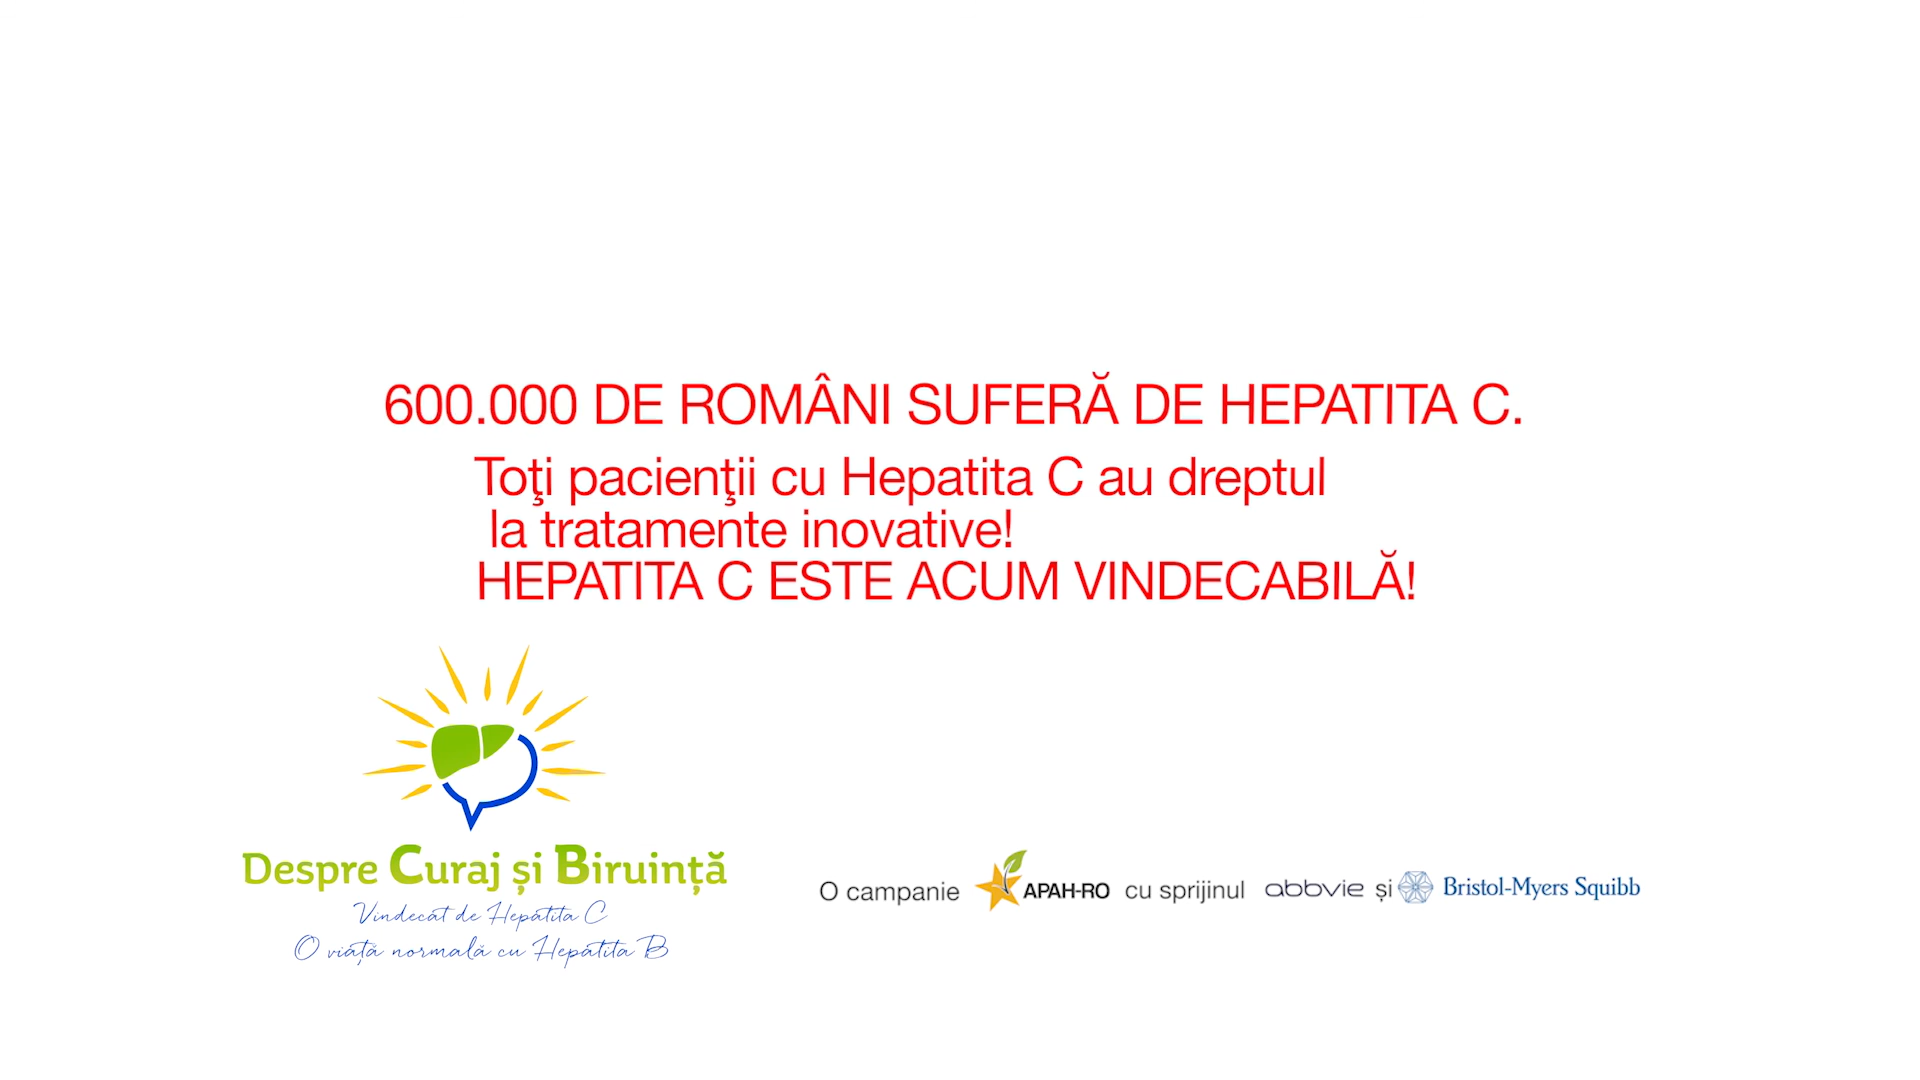 600.000 DE ROMÂNI SUFERĂ DE HEPATITA C.
Toţi pacienţii cu Hepatita C au dreptul
la tratamente inovative!
HEPATITA C ESTE ACUM VINDECABILĂ!
Despre Curaj și Biruință
Vindecat de Hepatita C
O viață normală cu Hepatita B
O campanie APAH-RO cu sprijinul abbvie și Bristol-Myers Squibb